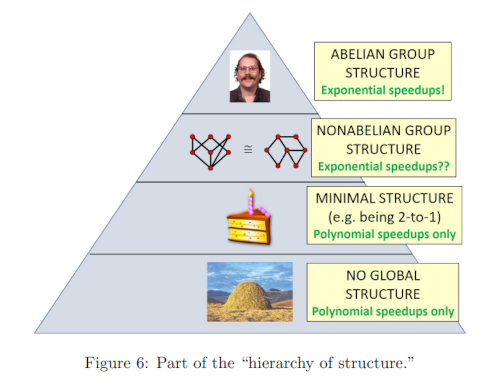 ABELIAN GROUP
STRUCTURE
Exponential speedups!
≅
NONABELIAN GROUP
STRUCTURE
Exponential speedups??
MINIMAL STRUCTURE
(e.g. being 2-to-1)
Polynomial speedups only
NO GLOBAL
STRUCTURE
Polynomial speedups only
Figure 6: Part of the “hierarchy of structure.”